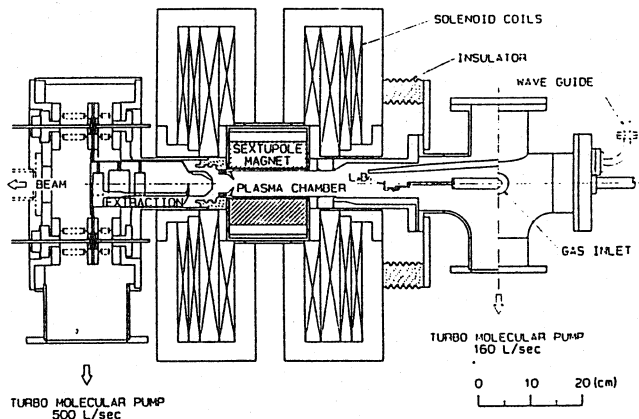 SOLENOID COILS
INSULATOR
WAVE GUIDE
SEXTUPOLE
MAGNET
BEAM
PLASMA CHAMBER
EXTRACTION
GAS INLET
TURBO MOLECULAR PUMP
160 L/sec
0 10 20 (cm)
TURBO MOLECULAR PUMP
500 L/sec